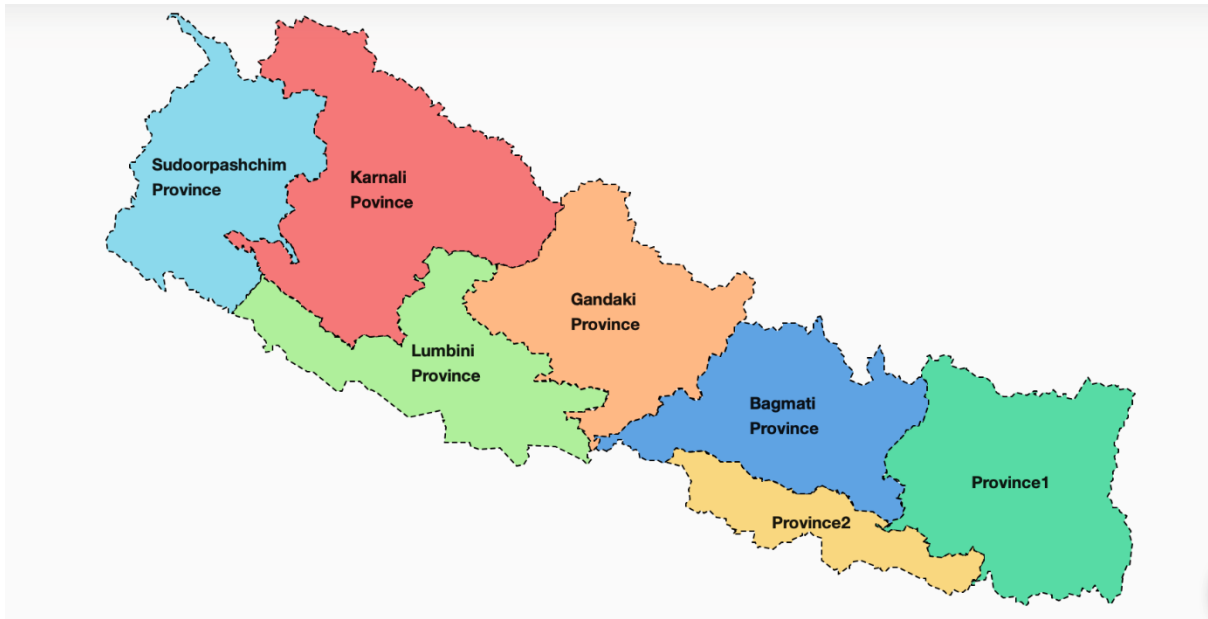 Sudoorpashchim
Province
Karnali
Povince
Gandaki
Province
Lumbini
Province
Bagmati
Province
Province1
Province2